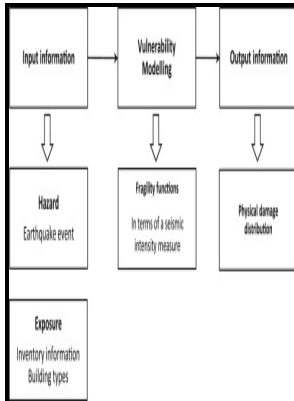 Input information
Vulnerability
Modelling
Output information
Hazard
Earthquake event
Fragility functions
In terms of a seismic
intensity measure
Physical damage
distribution
Exposure
Inventory information
Building types